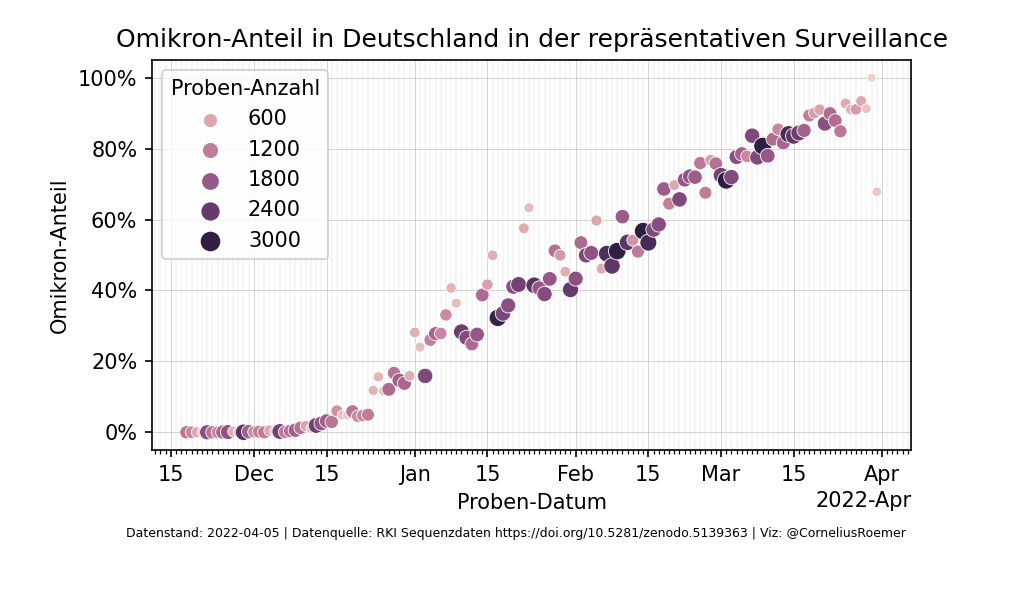 Omikron-Anteil in Deutschland in der repräsentativen Surveillance
Omikron-Anteil
100%
80%
60%
40%
20%
0%
Proben-Anzahl
600
1200
1800
2400
3000
15 Dec 15 Jan 15 Feb 15 Mar 15 Apr
Proben-Datum
2022-Apr
Datenstand: 2022-04-05 | Datenquelle: RKI Sequenzdaten https://doi.org/10.5281/zenodo.5139363 | Viz: @CorneliusRoemer